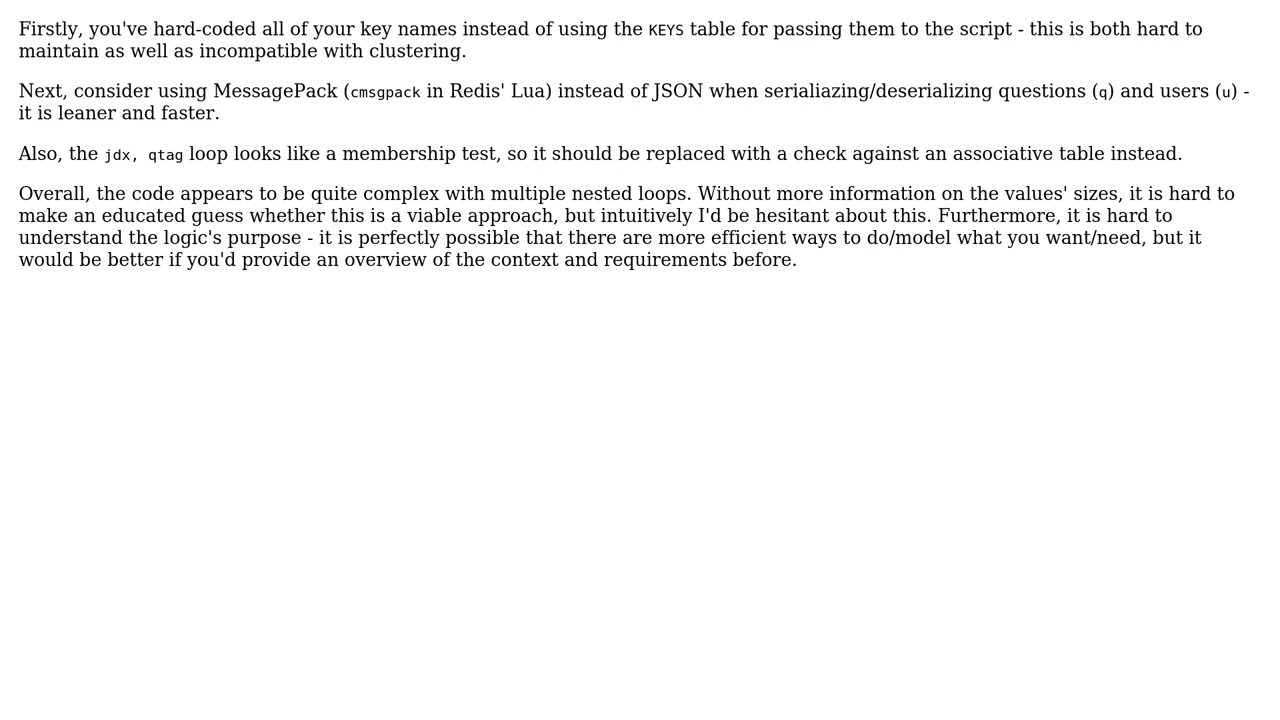 Firstly, you've hard-coded all of your key names instead of using the KEYS table for passing them to the script - this is both hard to
maintain as well as incompatible with clustering.
Next, consider using MessagePack (cmsgpack in Redis' Lua) instead of JSON when serialiazing/deserializing questions (q) and users (u) -
it is leaner and faster.
Also, the jdx, qtag loop looks like a membership test, so it should be replaced with a check against an associative table instead.
Overall, the code appears to be quite complex with multiple nested loops. Without more information on the values' sizes, it is hard to
make an educated guess whether this is a viable approach, but intuitively I'd be hesitant about this. Furthermore, it is hard to
understand the logic's purpose - it is perfectly possible that there are more efficient ways to do/model what you want/need, but it
would be better if you'd provide an overview of the context and requirements before.